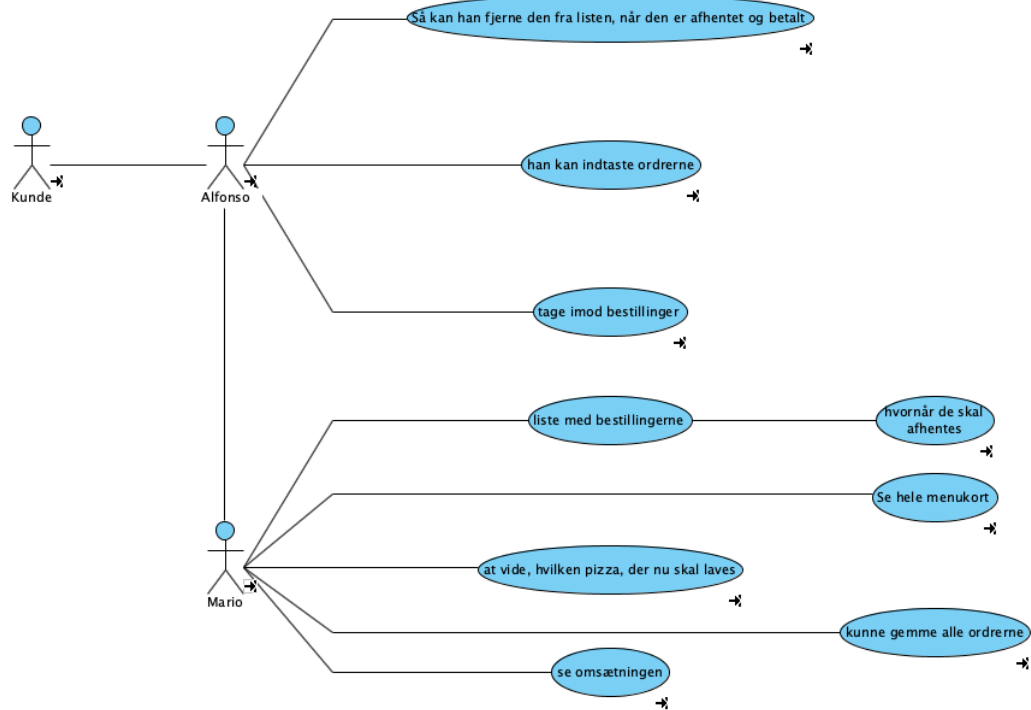 Så kan han fjerne den fra listen, når den er afhentet og betalt
Kunde
Alfonso
han kan indtaste ordrerne
tage imod bestillinger
liste med bestillingerne
hvornår de skal
afhentes
Se hele menukort
Mario
at vide, hvilken pizza, der nu skal laves
kunne gemme alle ordrerne
se omsætningen